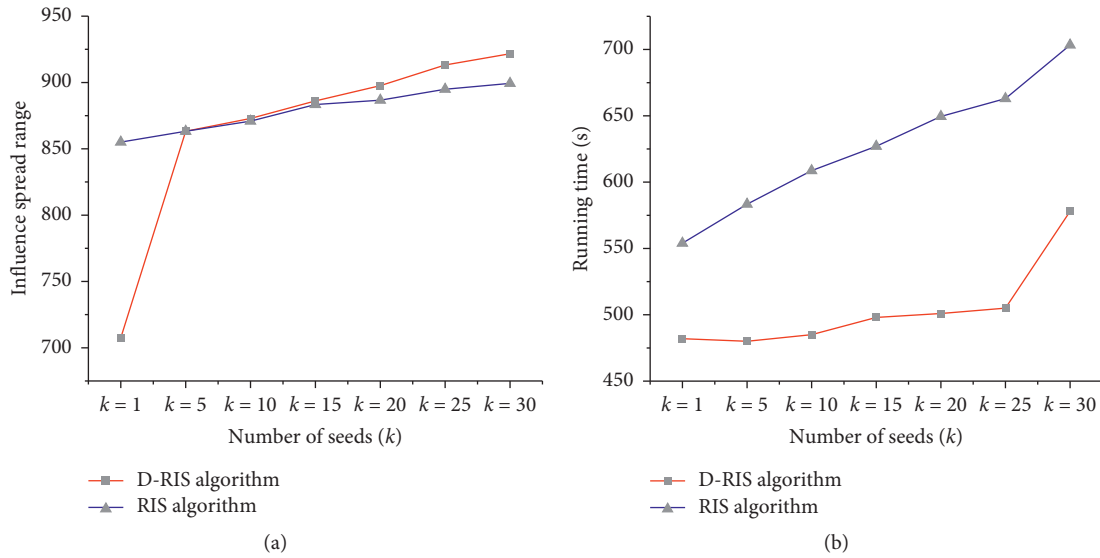 950
900
850
800
750
700
Influence spread range
k = 1 k = 5 k = 10 k = 15 k = 20 k = 25 k = 30
Number of seeds (k)
D-RIS algorithm
RIS algorithm
(a)
700
650
600
550
500
450
Running time (s)
k = 1 k = 5 k = 10 k = 15 k = 20 k = 25 k = 30
Number of seeds (k)
D-RIS algorithm
RIS algorithm
(b)